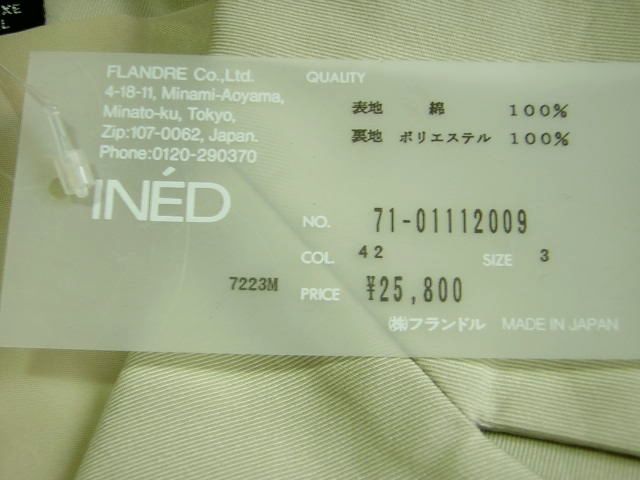 XE
L
FLANDRE Co.,Ltd.
4-18-11, Minami-Aoyama,
Minato-ku, Tokyo,
Zip:107-0062, Japan.
Phone:0120-290370
INÉD
QUALITY
表地 綿 100%
裏地 ポリエステル 100%
NO. 71-01112009
COL. 42 SIZE 3
7223M PRICE ¥25,800
㈱フランドル MADE IN JAPAN